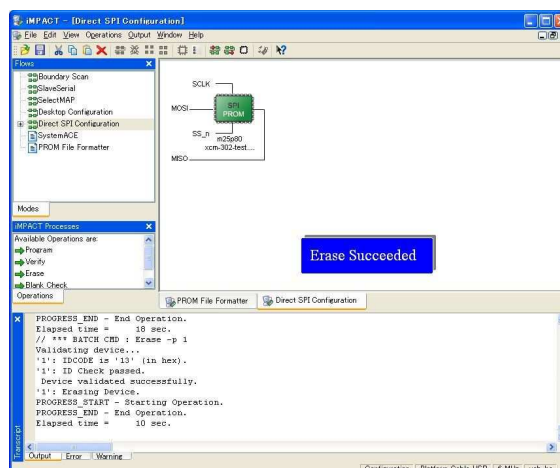 iMPACT - [Direct SPI Configuration]
File Edit View Operations Output Window Help
Flows
Boundary Scan
SlaveSerial
SelectMAP
Desktop Configuration
Direct SPI Configuration
SystemACE
PROM File Formatter
Modes
iMPACT Processes
Available Operations are:
Program
Verify
Erase
Blank Check
Operations
SCLK
MOSI
SPI
PROM
SS_n
m25p80
xcm-302-test....
MISO
Erase Succeeded
PROM File Formatter
Direct SPI Configuration
PROGRESS_END - End Operation.
Elapsed time = 18 sec.
// *** BATCH CMD : Erase -p 1
Validating device...
'1': IDCODE is '13' (in hex).
'1': ID Check passed.
Device validated successfully.
'1': Erasing Device.
PROGRESS_START - Starting Operation.
PROGRESS_END - End Operation.
Elapsed time = 10 sec.
Transcript
Output Error Warning
Configuration Platform Cable USB 6 MHz